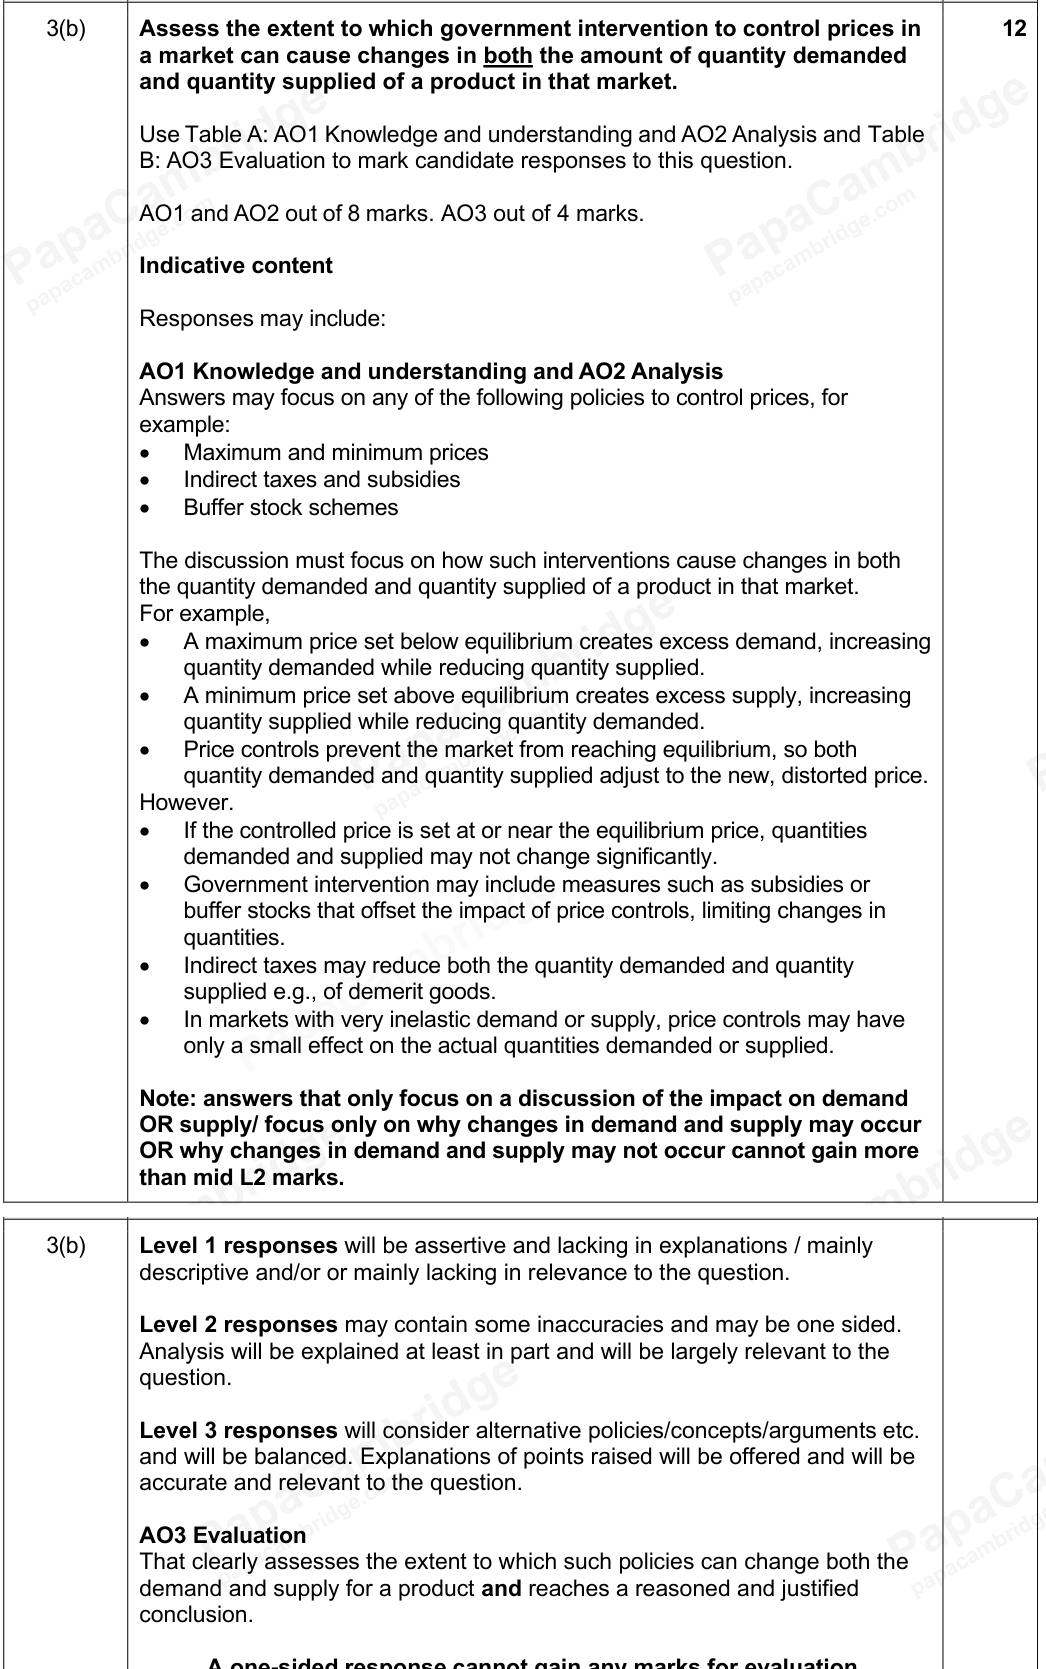 3(b)
Assess the extent to which government intervention to control prices in
a market can cause changes in both the amount of quantity demanded
and quantity supplied of a product in that market.
12
Use Table A: AO1 Knowledge and understanding and AO2 Analysis and Table
B: AO3 Evaluation to mark candidate responses to this question.
AO1 and AO2 out of 8 marks. AO3 out of 4 marks.
Indicative content
Responses may include:
AO1 Knowledge and understanding and AO2 Analysis
Answers may focus on any of the following policies to control prices, for
example:
• Maximum and minimum prices
• Indirect taxes and subsidies
• Buffer stock schemes
The discussion must focus on how such interventions cause changes in both
the quantity demanded and quantity supplied of a product in that market.
For example,
• A maximum price set below equilibrium creates excess demand, increasing
quantity demanded while reducing quantity supplied.
• A minimum price set above equilibrium creates excess supply, increasing
quantity supplied while reducing quantity demanded.
• Price controls prevent the market from reaching equilibrium, so both
quantity demanded and quantity supplied adjust to the new, distorted price.
However.
• If the controlled price is set at or near the equilibrium price, quantities
demanded and supplied may not change significantly.
• Government intervention may include measures such as subsidies or
buffer stocks that offset the impact of price controls, limiting changes in
quantities.
• Indirect taxes may reduce both the quantity demanded and quantity
supplied e.g., of demerit goods.
• In markets with very inelastic demand or supply, price controls may have
only a small effect on the actual quantities demanded or supplied.
Note: answers that only focus on a discussion of the impact on demand
OR supply/ focus only on why changes in demand and supply may occur
OR why changes in demand and supply may not occur cannot gain more
than mid L2 marks.
3(b)
Level 1 responses will be assertive and lacking in explanations / mainly
descriptive and/or or mainly lacking in relevance to the question.
Level 2 responses may contain some inaccuracies and may be one sided.
Analysis will be explained at least in part and will be largely relevant to the
question.
Level 3 responses will consider alternative policies/concepts/arguments etc.
and will be balanced. Explanations of points raised will be offered and will be
accurate and relevant to the question.
AO3 Evaluation
That clearly assesses the extent to which such policies can change both the
demand and supply for a product and reaches a reasoned and justified
conclusion.
A one-sided response cannot gain any marks for evaluation
PapaCambridge
papacambridge.com
PapaCambridge
papacambridge.com